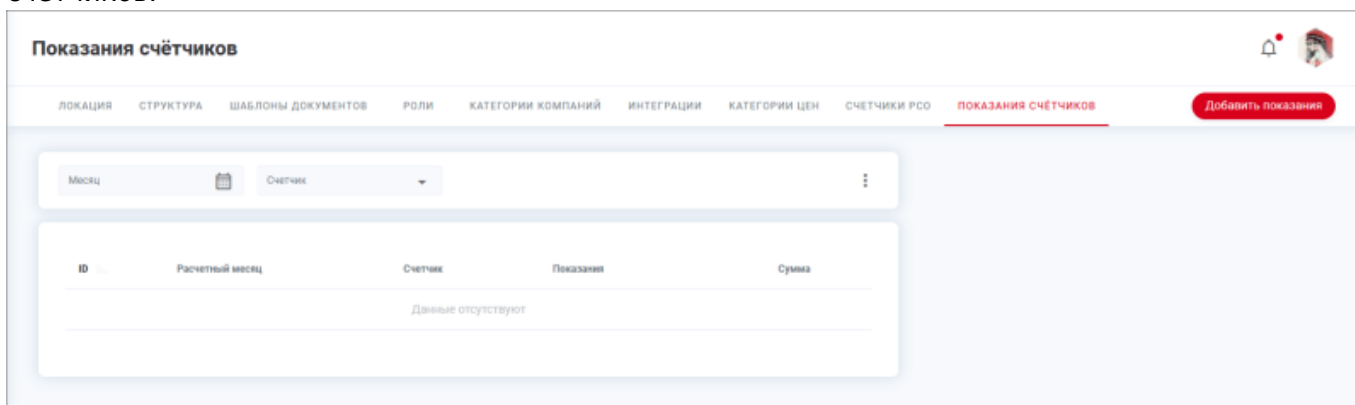 Показания счётчиков
ЛОКАЦИЯ СТРУКТУРА ШАБЛОНЫ ДОКУМЕНТОВ РОЛИ КАТЕГОРИИ КОМПАНИЙ ИНТЕГРАЦИИ КАТЕГОРИИ ЦЕН СЧЕТЧИКИ РСО ПОКАЗАНИЯ СЧЁТЧИКОВ Добавить показания
Месяц Счетчик
ID Расчетный месяц Счетчик Показания Сумма
Данные отсутствуют